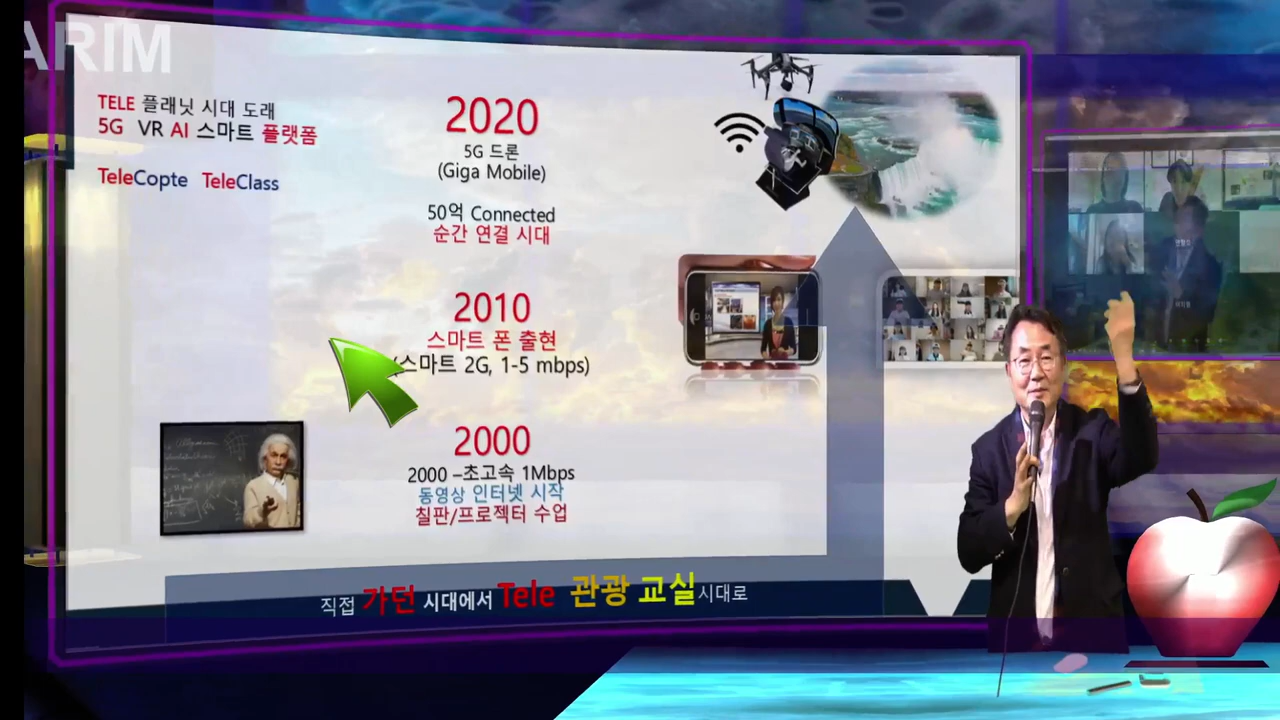 ARIM
TELE 플래닛 시대 도래
5G VR AI 스마트 플랫폼
TeleCopte TeleClass
2020
5G 드론
(Giga Mobile)
50억 Connected
순간 연결 시대
2010
스마트 폰 출현
(스마트 2G, 1-5 mbps)
2000
2000 –초고속 1Mbps
동영상 인터넷 시작
칠판/프로젝터 수업
직접 가던 시대에서 Tele 관광 교실시대로